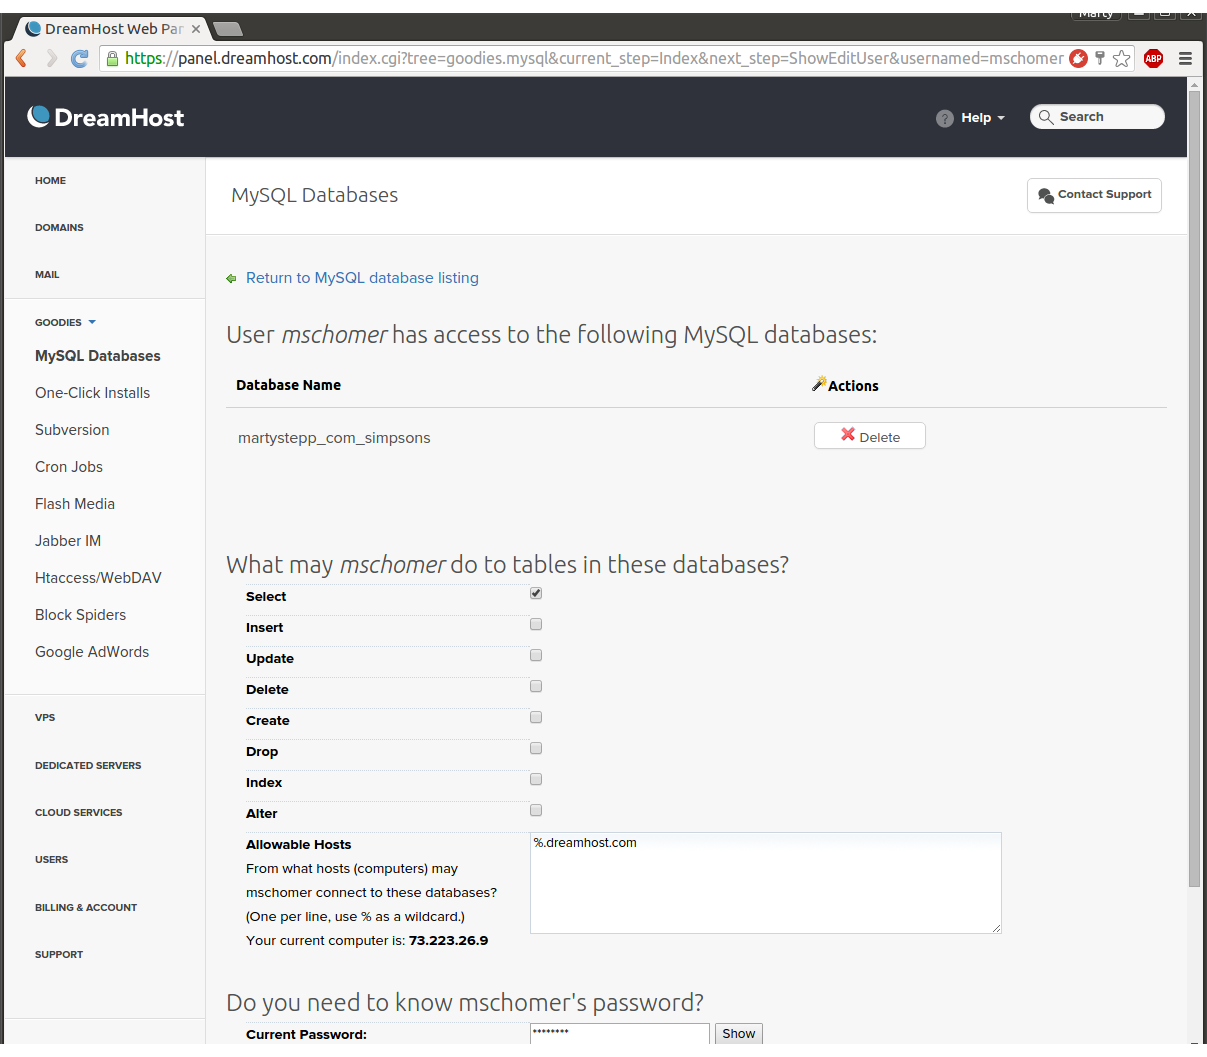 Marty
DreamHost Web Par
https://panel.dreamhost.com/index.cgi?tree=goodies.mysql&current_step=Index&next_step=ShowEditUser&usernamed=mschomer
ABP
DreamHost
? Help
Search
HOME
DOMAINS
MAIL
GOODIES
MySQL Databases
One-Click Installs
Subversion
Cron Jobs
Flash Media
Jabber IM
Htaccess/WebDAV
Block Spiders
Google AdWords
VPS
DEDICATED SERVERS
CLOUD SERVICES
USERS
BILLING & ACCOUNT
SUPPORT
MySQL Databases
Contact Support
Return to MySQL database listing
User mschomer has access to the following MySQL databases:
Database Name Actions
martystepp_com_simpsons Delete
What may mschomer do to tables in these databases?
Select
Insert
Update
Delete
Create
Drop
Index
Alter
Allowable Hosts
%.dreamhost.com
From what hosts (computers) may
mschomer connect to these databases?
(One per line, use % as a wildcard.)
Your current computer is: 73.223.26.9
Do you need to know mschomer's password?
Current Password: ******** Show